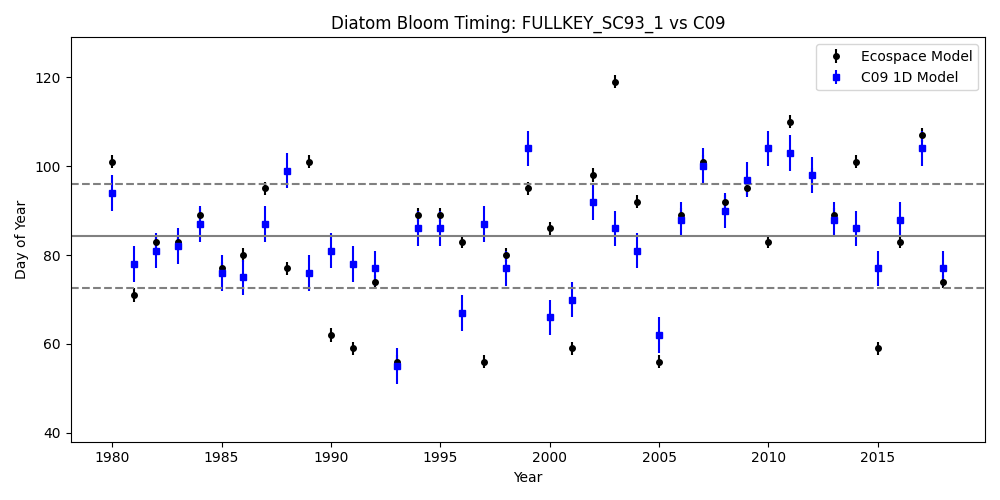 Diatom Bloom Timing: FULLKEY_SC93_1 vs C09
Ecospace Model
C09 1D Model
Day of Year
120
100
80
60
40
1980
1985
1990
1995
2000
2005
2010
2015
Year